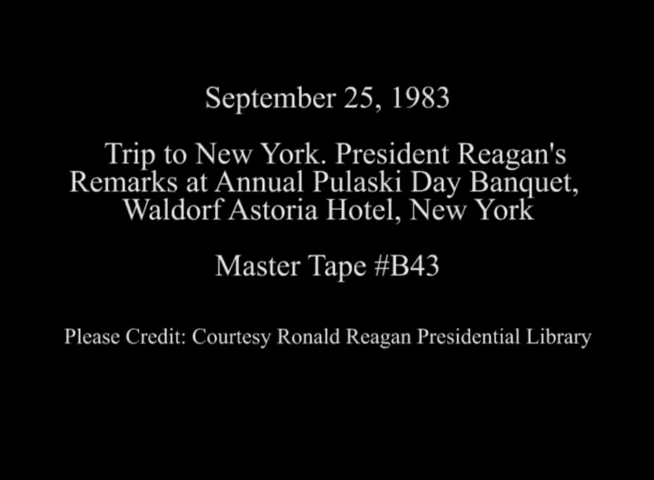 September 25, 1983
Trip to New York. President Reagan's
Remarks at Annual Pulaski Day Banquet,
Waldorf Astoria Hotel, New York
Master Tape #B43
Please Credit: Courtesy Ronald Reagan Presidential Library